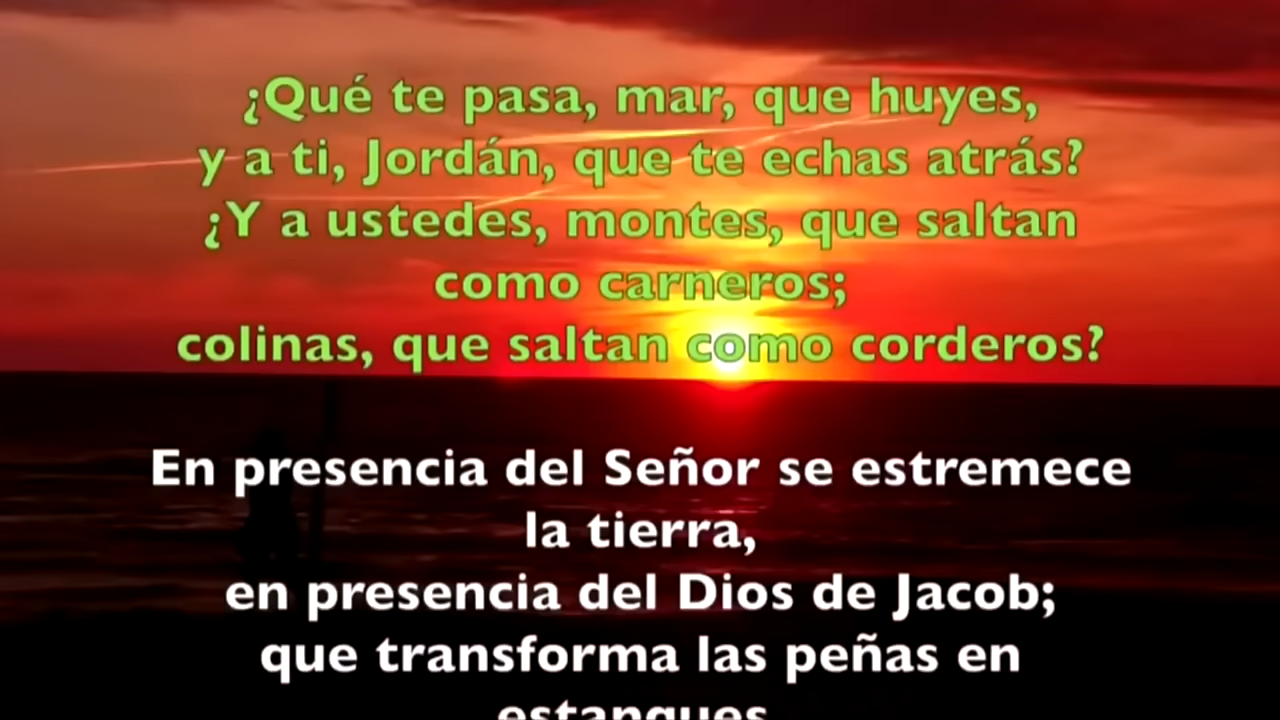 ¿Qué te pasa, mar, que huyes,
y a ti, Jordán, que te echas atrás?
¿Y a ustedes, montes, que saltan
como carneros;
colinas, que saltan como corderos?
En presencia del Señor se estremece
la tierra,
en presencia del Dios de Jacob;
que transforma las peñas en
estanques